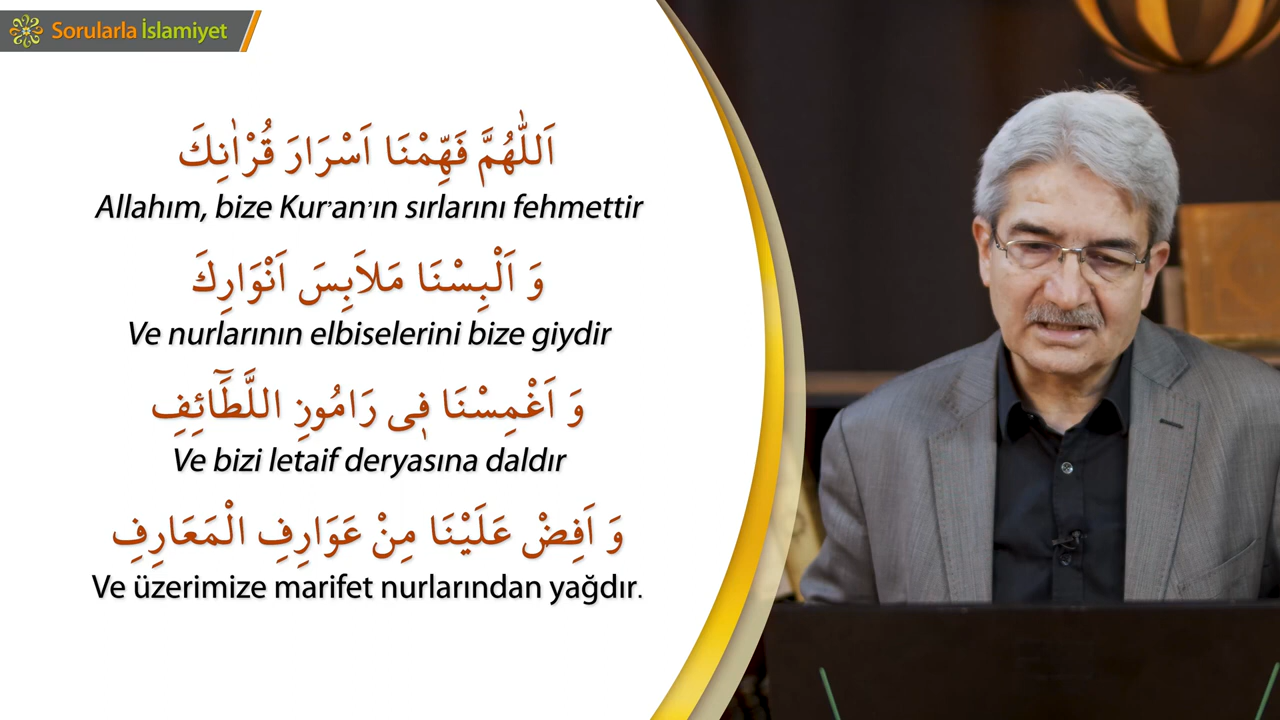 Sorularla İslamiyet
اَللّٰهُمَّ فَهِّمْنَا اَسْرَارَ قُرْاٰنِكَ
Allahım, bize Kur’an’ın sırlarını fehmettir
وَ اَلْبِسْنَا مَلاَبِسَ اَنْوَارِكَ
Ve nurlarının elbiselerini bize giydir
وَ اَغْمِسْنَا فٖى رَامُوزِ اللَّطَٓائِفِ
Ve bizi letaif deryasına daldır
وَ اَفِضْ عَلَيْنَا مِنْ عَوَارِفِ الْمَعَارِفِ
Ve üzerimize marifet nurlarından yağdır.